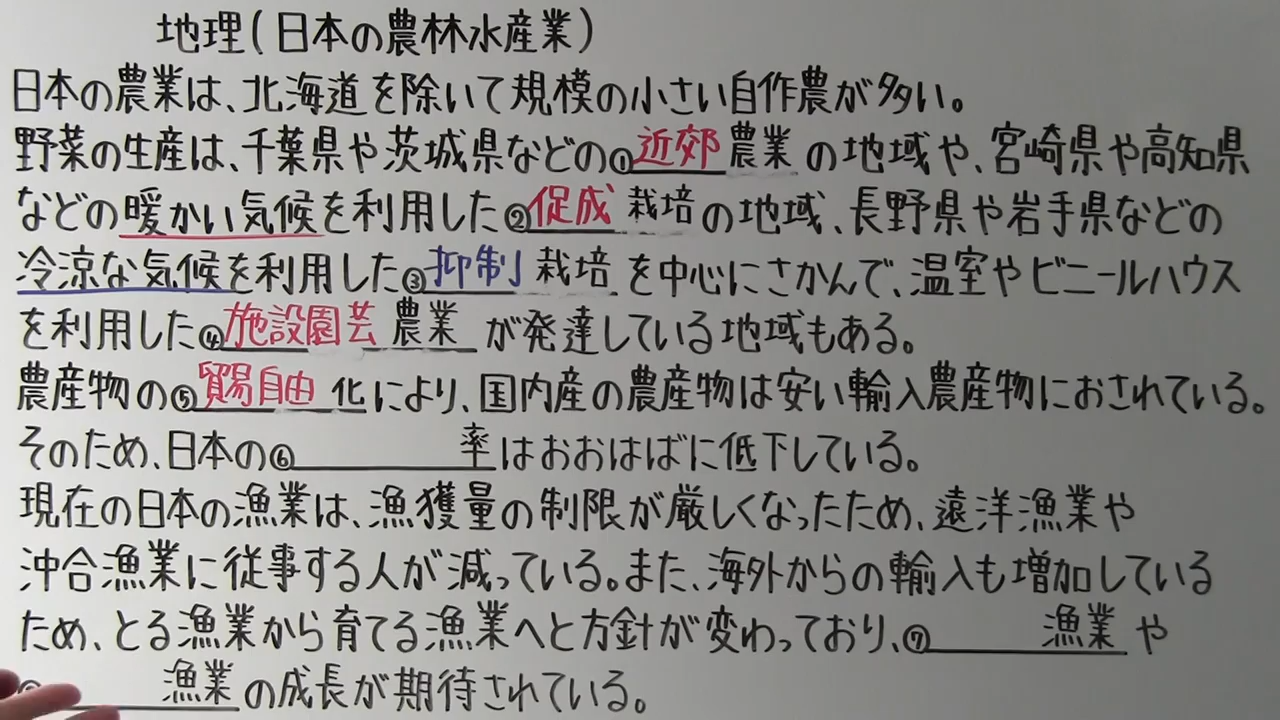 地理(日本の農林水産業)
日本の農業は、北海道を除いて規模の小さい自作農が多い。
野菜の生産は、千葉県や茨城県などの①近郊農業の地域や、宮崎県や高知県
などの暖かい気候を利用した②促成栽培の地域、長野県や岩手県などの
冷涼な気候を利用した③抑制栽培を中心にさかんで、温室やビニールハウス
を利用した④施設園芸農業が発達している地域もある。
農産物の⑤貿易自由化により、国内産の農産物は安い輸入農産物におされている。
そのため、日本の⑥ 率はおおはばに低下している。
現在の日本の漁業は、漁獲量の制限が厳しくなったため、遠洋漁業や
沖合漁業に従事する人が減っている。また、海外からの輸入も増加している
ため、とる漁業から育てる漁業へと方針が変わっており、⑦ 漁業や
漁業の成長が期待されている。